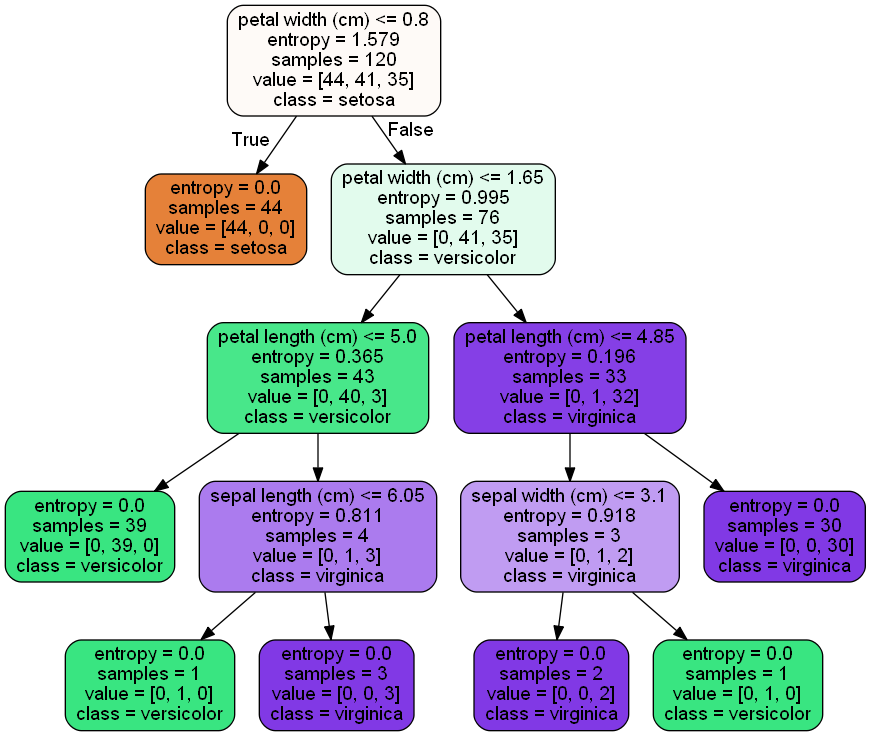 petal width (cm) <= 0.8
entropy = 1.579
samples = 120
value = [44, 41, 35]
class = setosa
True
False
entropy = 0.0
samples = 44
value = [44, 0, 0]
class = setosa
petal width (cm) <= 1.65
entropy = 0.995
samples = 76
value = [0, 41, 35]
class = versicolor
petal length (cm) <= 5.0
entropy = 0.365
samples = 43
value = [0, 40, 3]
class = versicolor
petal length (cm) <= 4.85
entropy = 0.196
samples = 33
value = [0, 1, 32]
class = virginica
entropy = 0.0
samples = 39
value = [0, 39, 0]
class = versicolor
sepal length (cm) <= 6.05
entropy = 0.811
samples = 4
value = [0, 1, 3]
class = virginica
sepal width (cm) <= 3.1
entropy = 0.918
samples = 3
value = [0, 1, 2]
class = virginica
entropy = 0.0
samples = 30
value = [0, 0, 30]
class = virginica
entropy = 0.0
samples = 1
value = [0, 1, 0]
class = versicolor
entropy = 0.0
samples = 3
value = [0, 0, 3]
class = virginica
entropy = 0.0
samples = 2
value = [0, 0, 2]
class = virginica
entropy = 0.0
samples = 1
value = [0, 1, 0]
class = versicolor